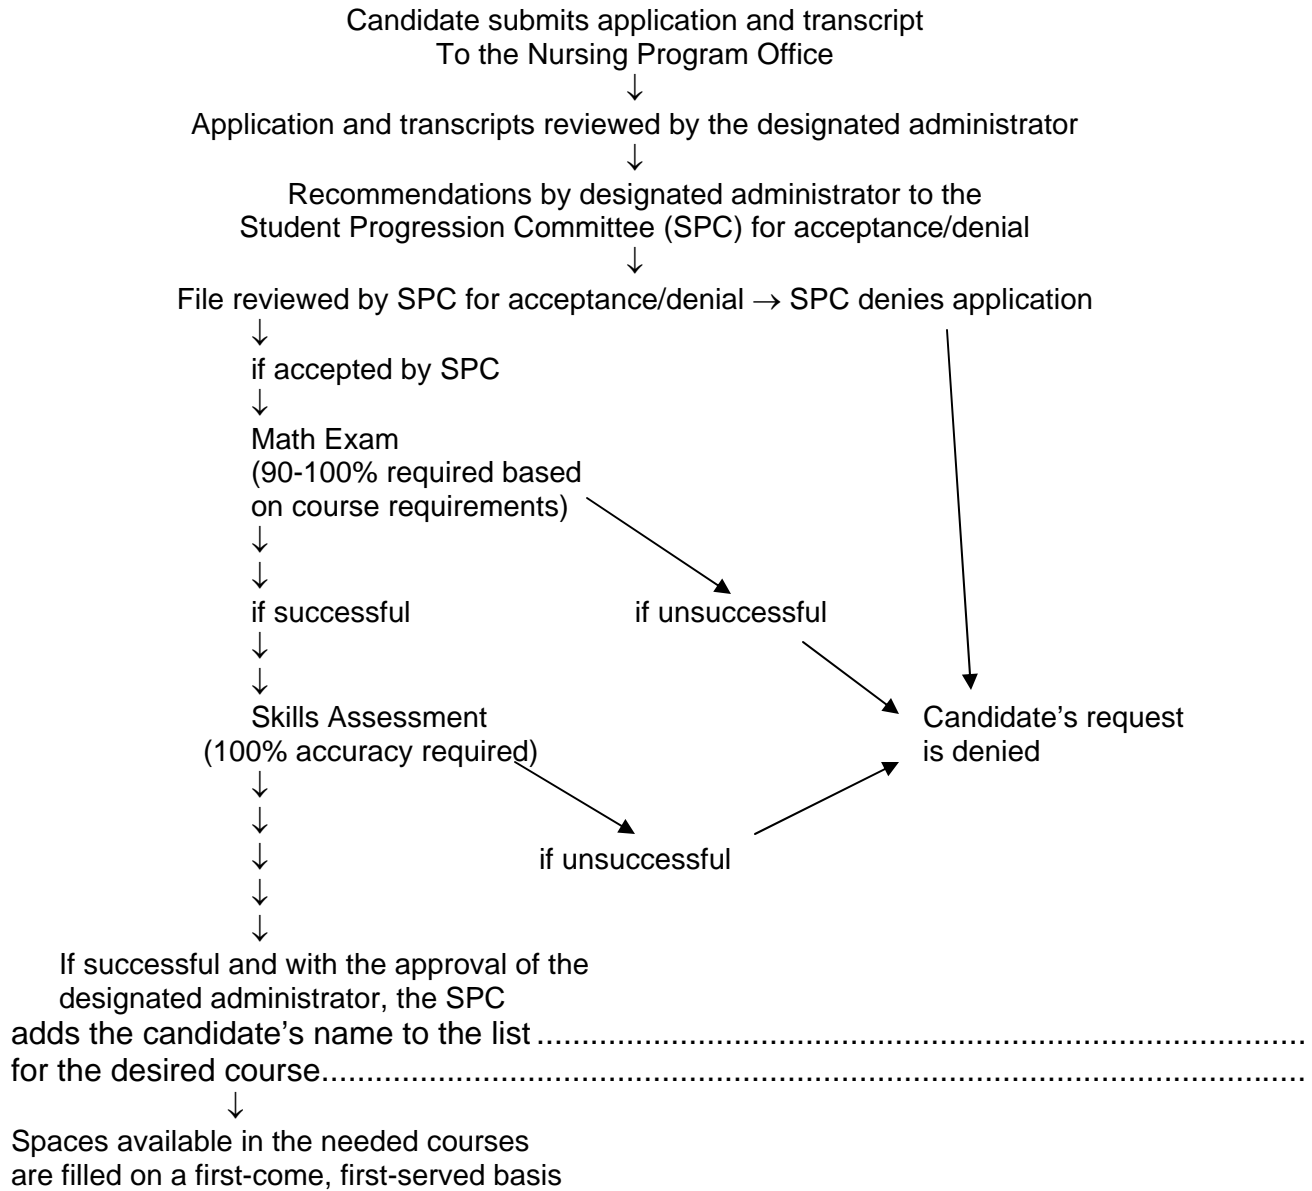 Candidate submits application and transcript
To the Nursing Program Office
↓
Application and transcripts reviewed by the designated administrator
↓
Recommendations by designated administrator to the
Student Progression Committee (SPC) for acceptance/denial
↓
File reviewed by SPC for acceptance/denial → SPC denies application
↓
if accepted by SPC
↓
Math Exam
(90-100% required based
on course requirements)
↓
↓
if successful if unsuccessful
↓
↓
Skills Assessment
(100% accuracy required)
Candidate's request
is denied
↓
↓
↓
↓
↓
if unsuccessful
If successful and with the approval of the
designated administrator, the SPC
adds the candidate's name to the list ........................................................................................
for the desired course................................................................................................................
↓
Spaces available in the needed courses
are filled on a first-come, first-served basis